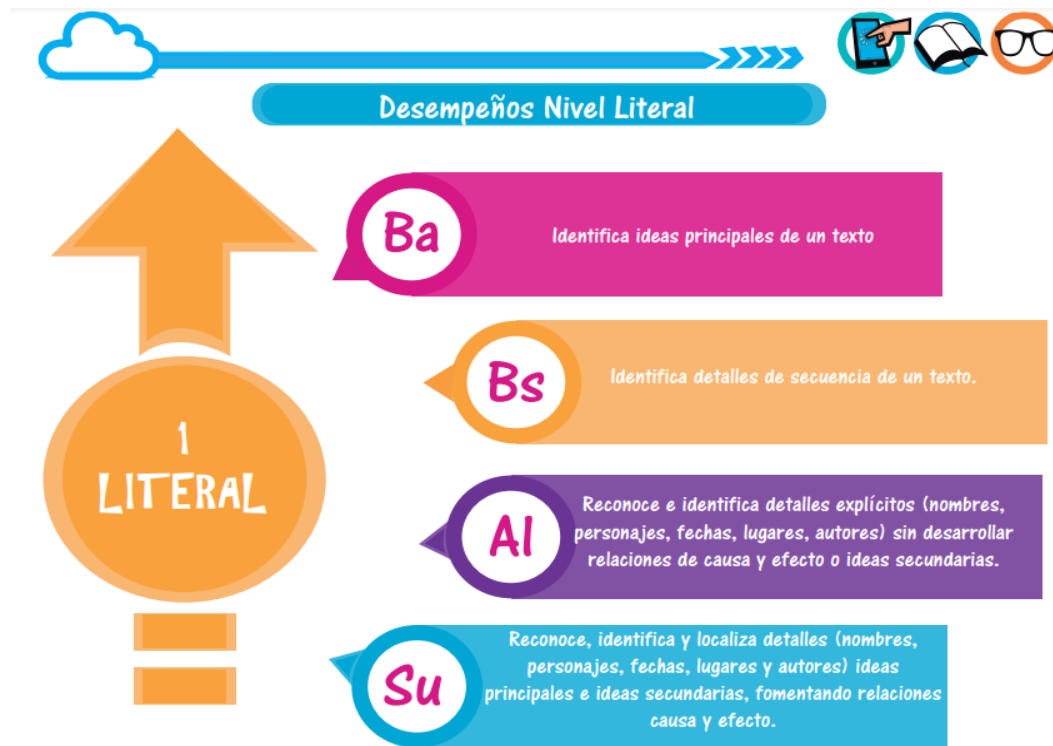 Desempeños Nivel Literal
Ba
Identifica ideas principales de un texto
Bs
Identifica detalles de secuencia de un texto.
1
LITERAL
Al
Reconoce e identifica detalles explícitos (nombres,
personajes, fechas, lugares, autores) sin desarrollar
relaciones de causa y efecto o ideas secundarias.
Su
Reconoce, identifica y localiza detalles (nombres,
personajes, fechas, lugares y autores) ideas
principales e ideas secundarias, fomentando relaciones
causa y efecto.